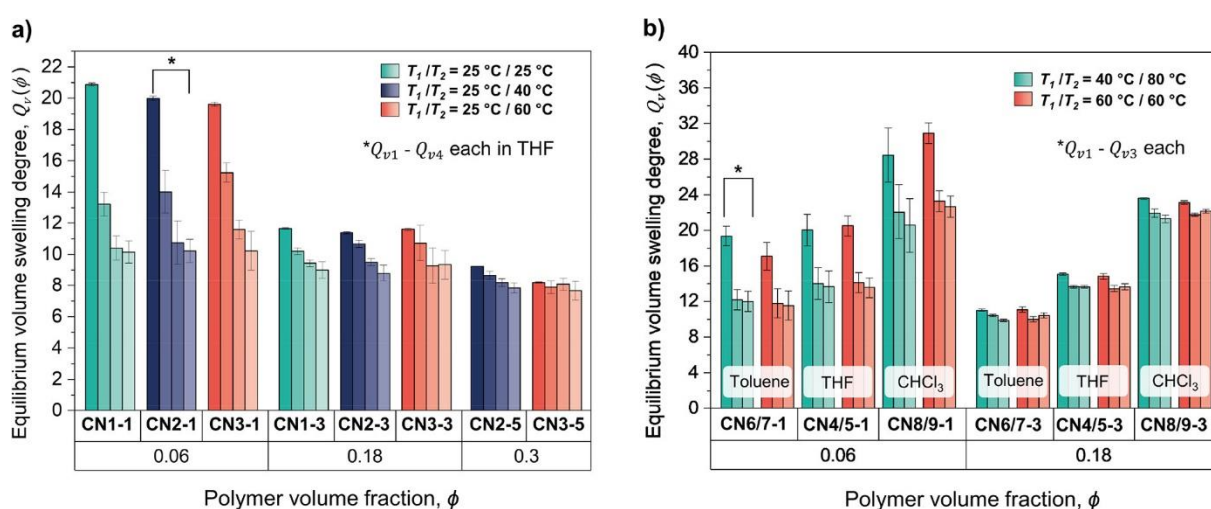 a)
Equilibrium volume swelling degree, Qᵥ(ϕ)
22
20
18
16
14
12
10
8
6
4
2
0
*
T₁/T₂ = 25 °C / 25 °C
T₁/T₂ = 25 °C / 40 °C
T₁/T₂ = 25 °C / 60 °C
*Qᵥ₁ - Qᵥ₄ each in THF
CN1-1 CN2-1 CN3-1 CN1-3 CN2-3 CN3-3 CN2-5 CN3-5
0.06 0.18 0.3
Polymer volume fraction, ϕ
b)
Equilibrium volume swelling degree, Qᵥ(ϕ)
40
36
32
28
24
20
16
12
8
4
0
*
T₁/T₂ = 40 °C / 80 °C
T₁/T₂ = 60 °C / 60 °C
*Qᵥ₁ - Qᵥ₃ each
Toluene THF CHCl₃ Toluene THF CHCl₃
CN6/7-1 CN4/5-1 CN8/9-1 CN6/7-3 CN4/5-3 CN8/9-3
0.06 0.18
Polymer volume fraction, ϕ